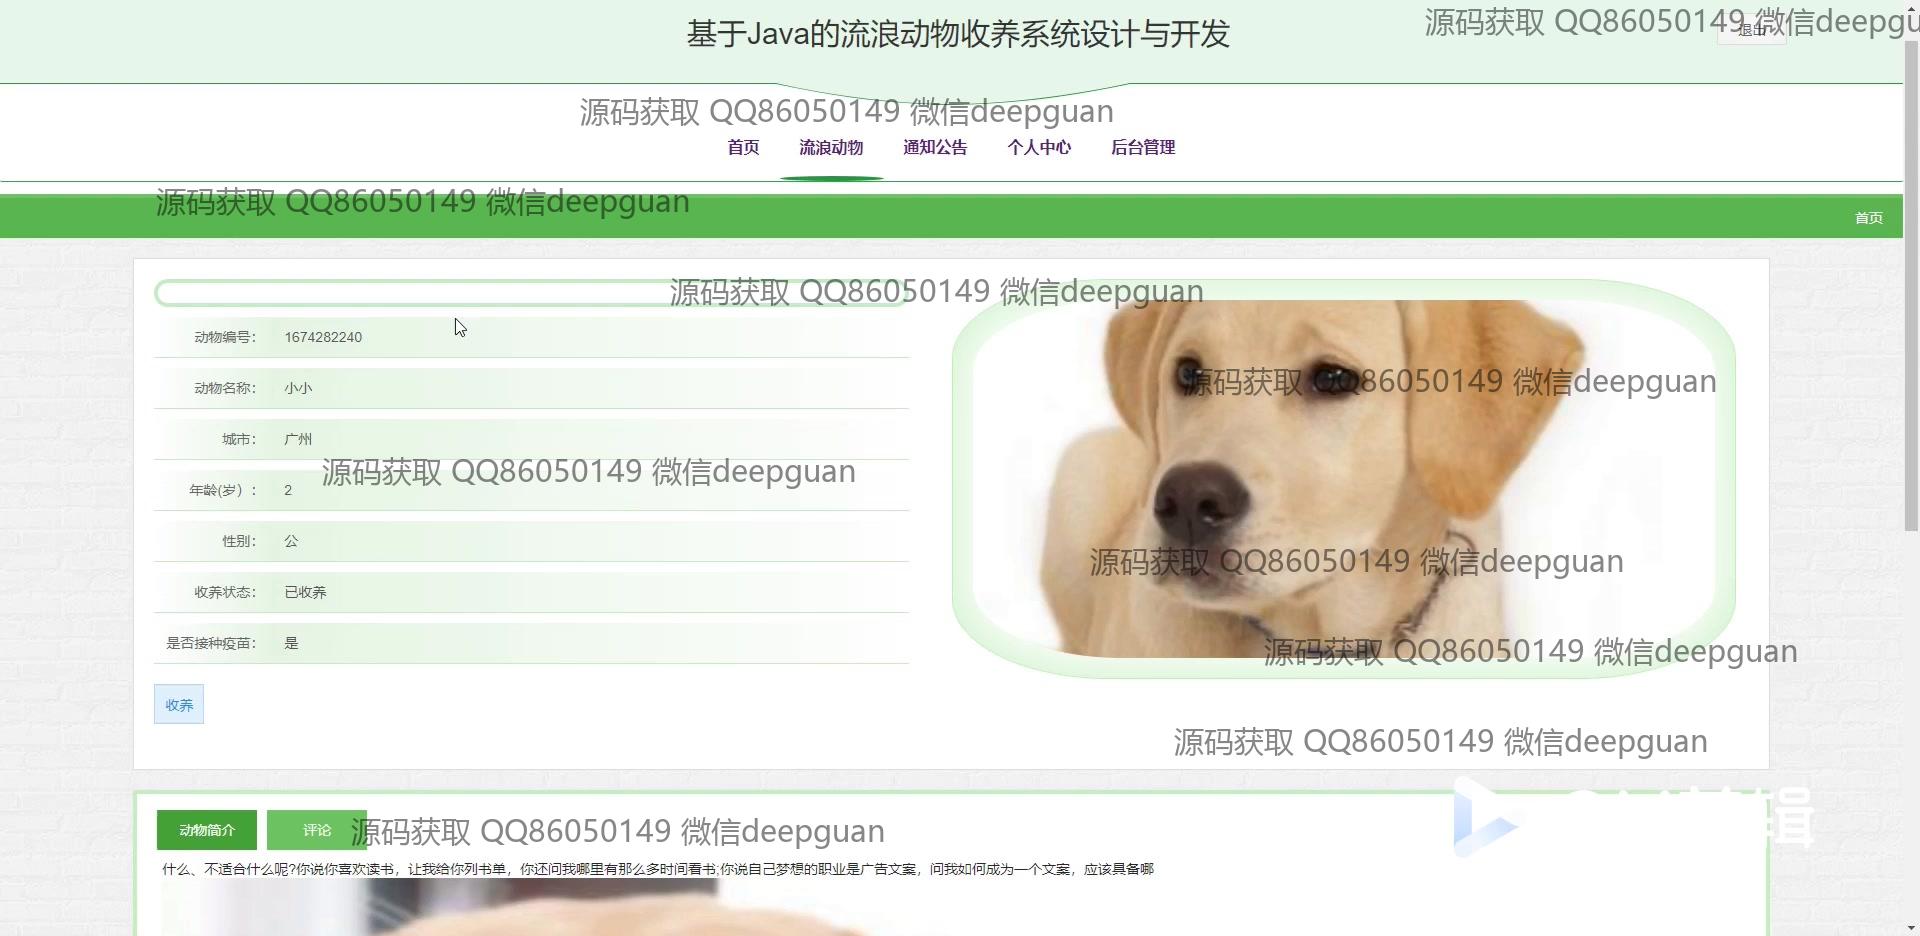 基于Java的流浪动物收养系统设计与开发
源码获取 QQ86050149 微信deepgu
退出
源码获取 QQ86050149 微信deepguan
首页 流浪动物 通知公告 个人中心 后台管理
源码获取 QQ86050149 微信deepguan
首页
源码获取 QQ86050149 微信deepguan
动物编号： 1674282240
源码获取 QQ86050149 微信deepguan
动物名称： 小小
城市： 广州
源码获取 QQ86050149 微信deepguan
年龄(岁）： 2
性别： 公
源码获取 QQ86050149 微信deepguan
收养状态： 已收养
是否接种疫苗： 是
源码获取 QQ86050149 微信deepguan
收养
源码获取 QQ86050149 微信deepguan
动物简介 评论
源码获取 QQ86050149 微信deepguan
辑
什么、不适合什么呢?你说你喜欢读书，让我给你列书单，你还问我哪里有那么多时间看书;你说自己梦想的职业是广告文案，问我如何成为一个文案，应该具备哪